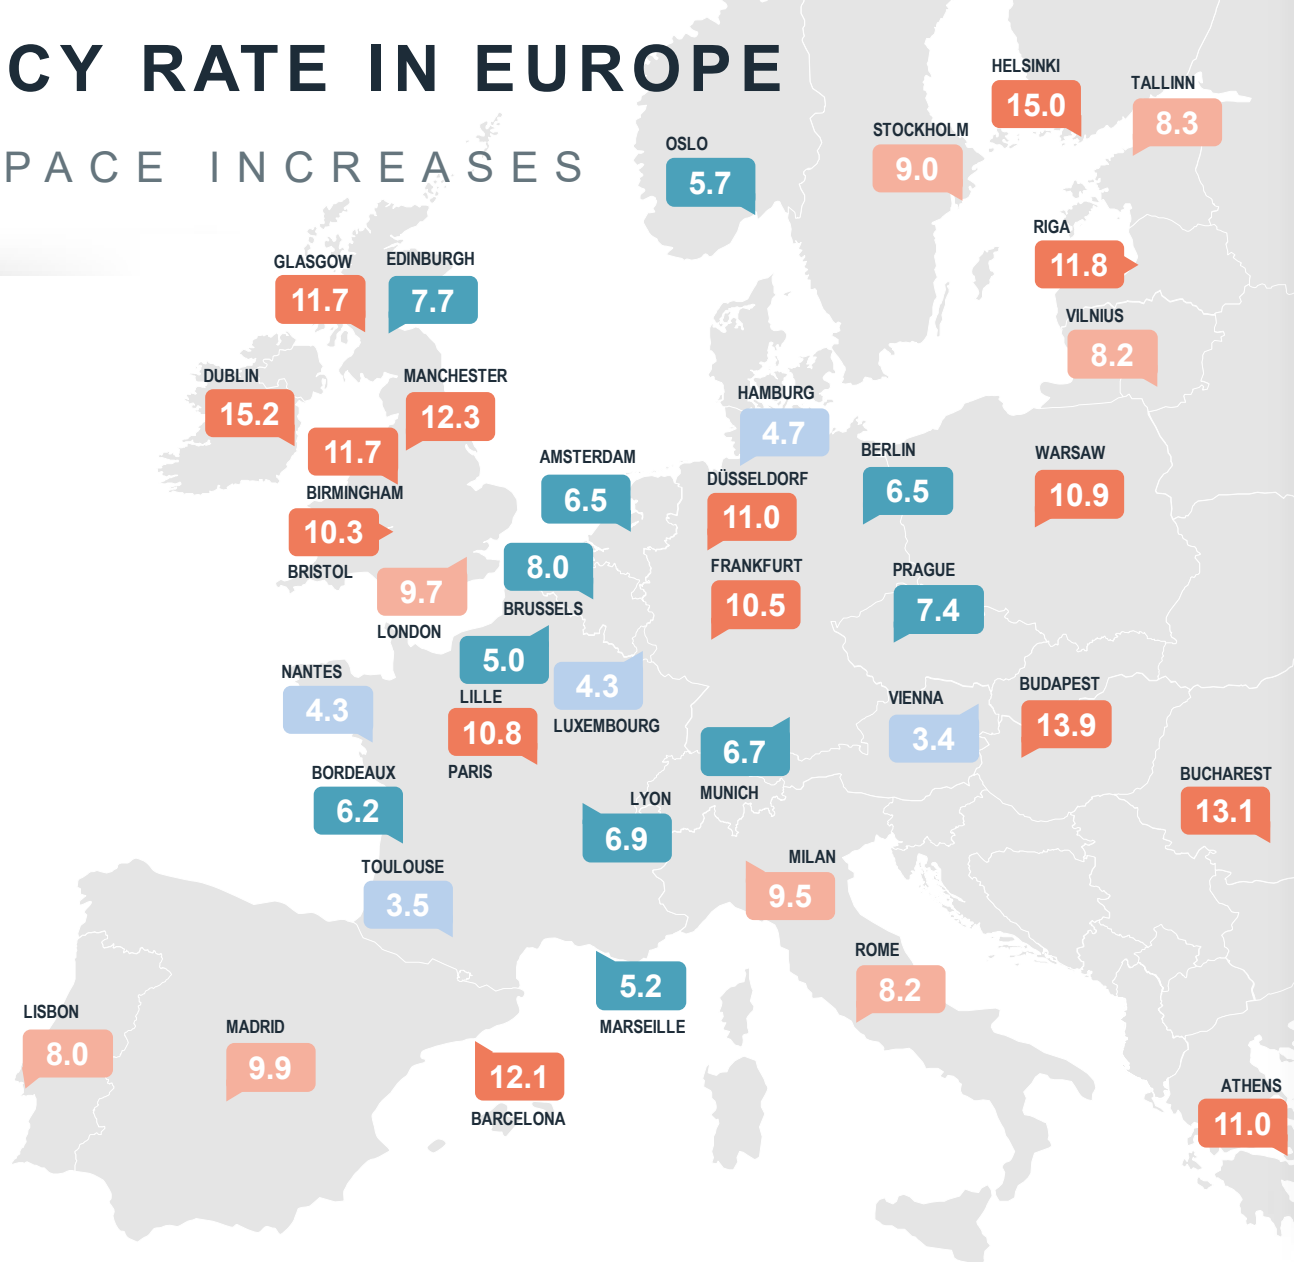 CY RATE IN EUROPE
PACE INCREASES
HELSINKI
15.0
TALLINN
8.3
STOCKHOLM
9.0
OSLO
5.7
RIGA
11.8
GLASGOW
11.7
EDINBURGH
7.7
VILNIUS
8.2
DUBLIN
15.2
MANCHESTER
12.3
HAMBURG
4.7
11.7
BIRMINGHAM
AMSTERDAM
6.5
BERLIN
6.5
WARSAW
10.9
DÜSSELDORF
11.0
10.3
BRISTOL
8.0
BRUSSELS
FRANKFURT
10.5
PRAGUE
7.4
9.7
LONDON
5.0
LILLE
4.3
LUXEMBOURG
NANTES
4.3
10.8
PARIS
VIENNA
3.4
BUDAPEST
13.9
6.7
MUNICH
BORDEAUX
6.2
LYON
6.9
BUCHAREST
13.1
TOULOUSE
3.5
MILAN
9.5
ROME
8.2
5.2
MARSEILLE
LISBON
8.0
MADRID
9.9
12.1
BARCELONA
ATHENS
11.0